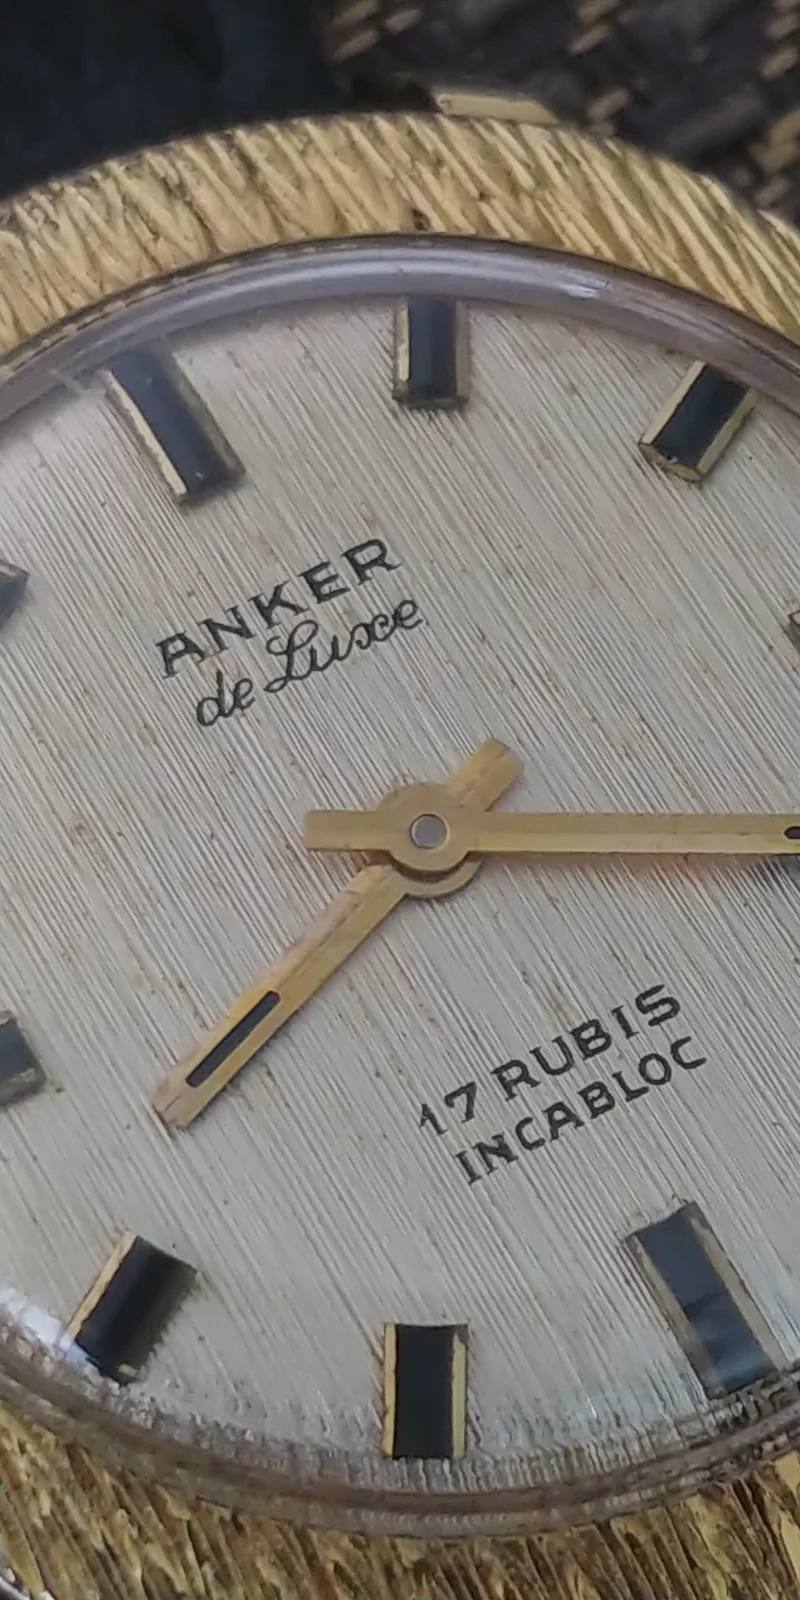 ANKER
de Luxe
17 RUBIS
INCABLOC